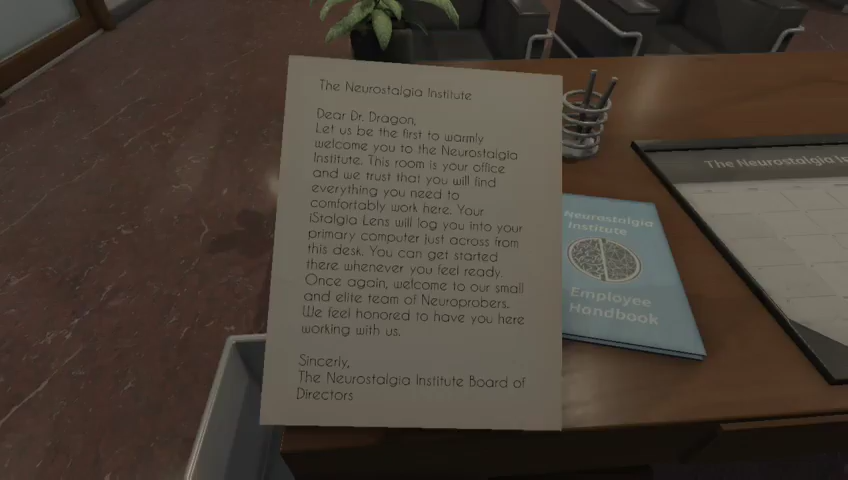 The Neurostalgia Institute
Dear Dr. Dragon,
Let us be the first to warmly
welcome you to the Neurostalgia
Institute. This room is your office
and we trust that you will find
everything you need to
comfortably work here. Your
iStralgia Lens will log you into your
primary computer just across from
this desk. You can get started
there whenever you feel ready.
Once again, welcome to our small
and elite team of Neuroprobers.
We feel honored to have you here
working with us.
Sincerely,
The Neurostalgia Institute Board of
Directors
Neurostalgia
Institute
Employee
Handbook
The Neurostalgia